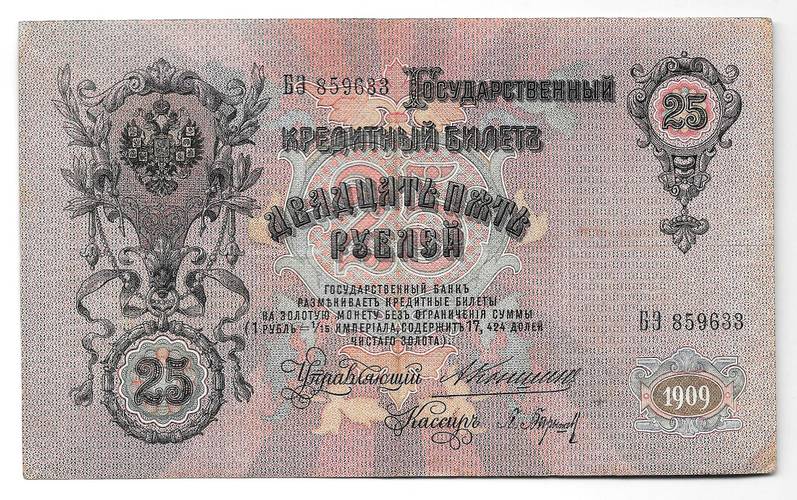 БЭ 859633 Государственный
25
Кредитный Билетъ
Двадцать пять
25
Рублей
Государственный Банкъ
размѣниваетъ кредитные билеты
на золотую монету безъ ограниченія суммы
(1 рубль = 1/15 имперіала, содержитъ 17, 424 долей
чистаго золота).
БЭ 859633
25
Управляющій
1909
Кассиръ